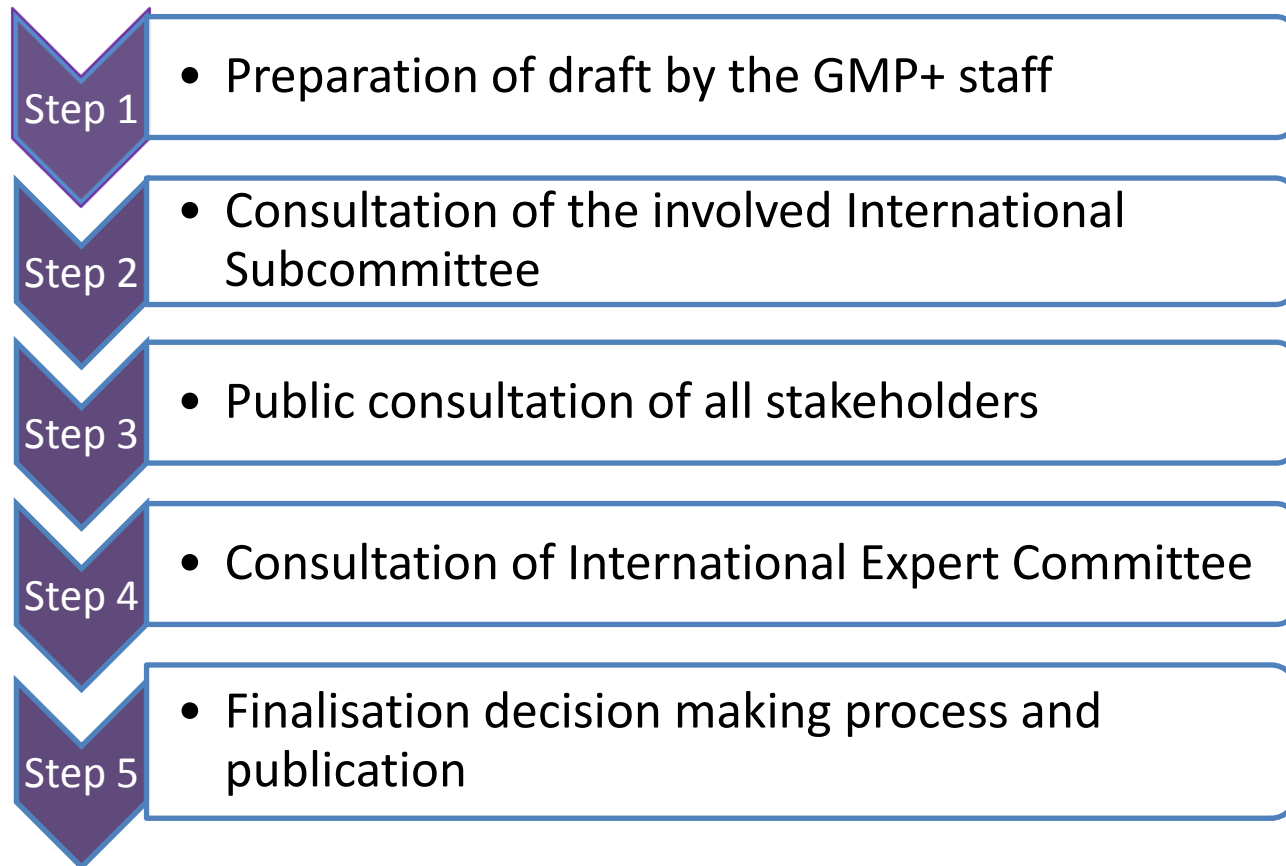 Step 1
• Preparation of draft by the GMP+ staff
Step 2
• Consultation of the involved International
Subcommittee
Step 3
• Public consultation of all stakeholders
Step 4
• Consultation of International Expert Committee
Step 5
• Finalisation decision making process and
publication